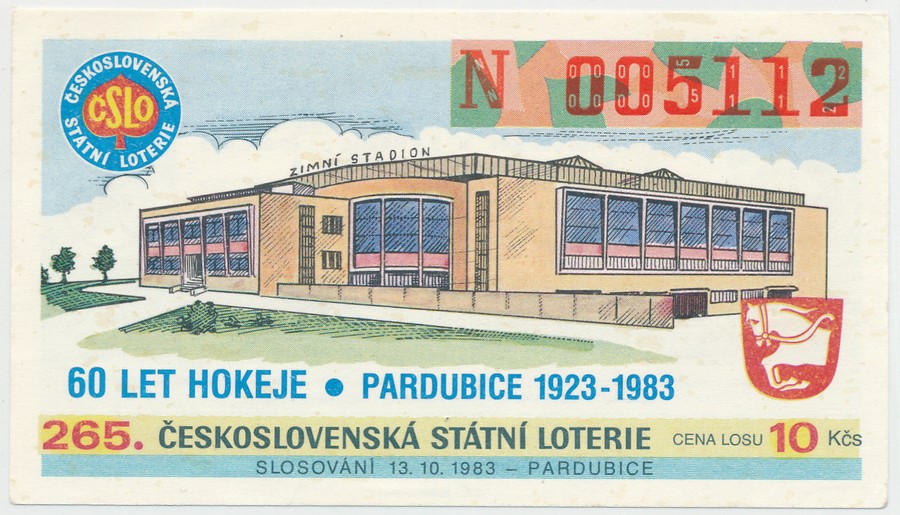 ČESKOSLOVENSKÁ
ČSLO
STÁTNÍ LOTERIE
N 005112
ZIMNÍ STADION
60 LET HOKEJE • PARDUBICE 1923-1983
265. ČESKOSLOVENSKÁ STÁTNÍ LOTERIE CENA LOSU 10 Kčs
SLOSOVÁNÍ 13. 10. 1983 – PARDUBICE